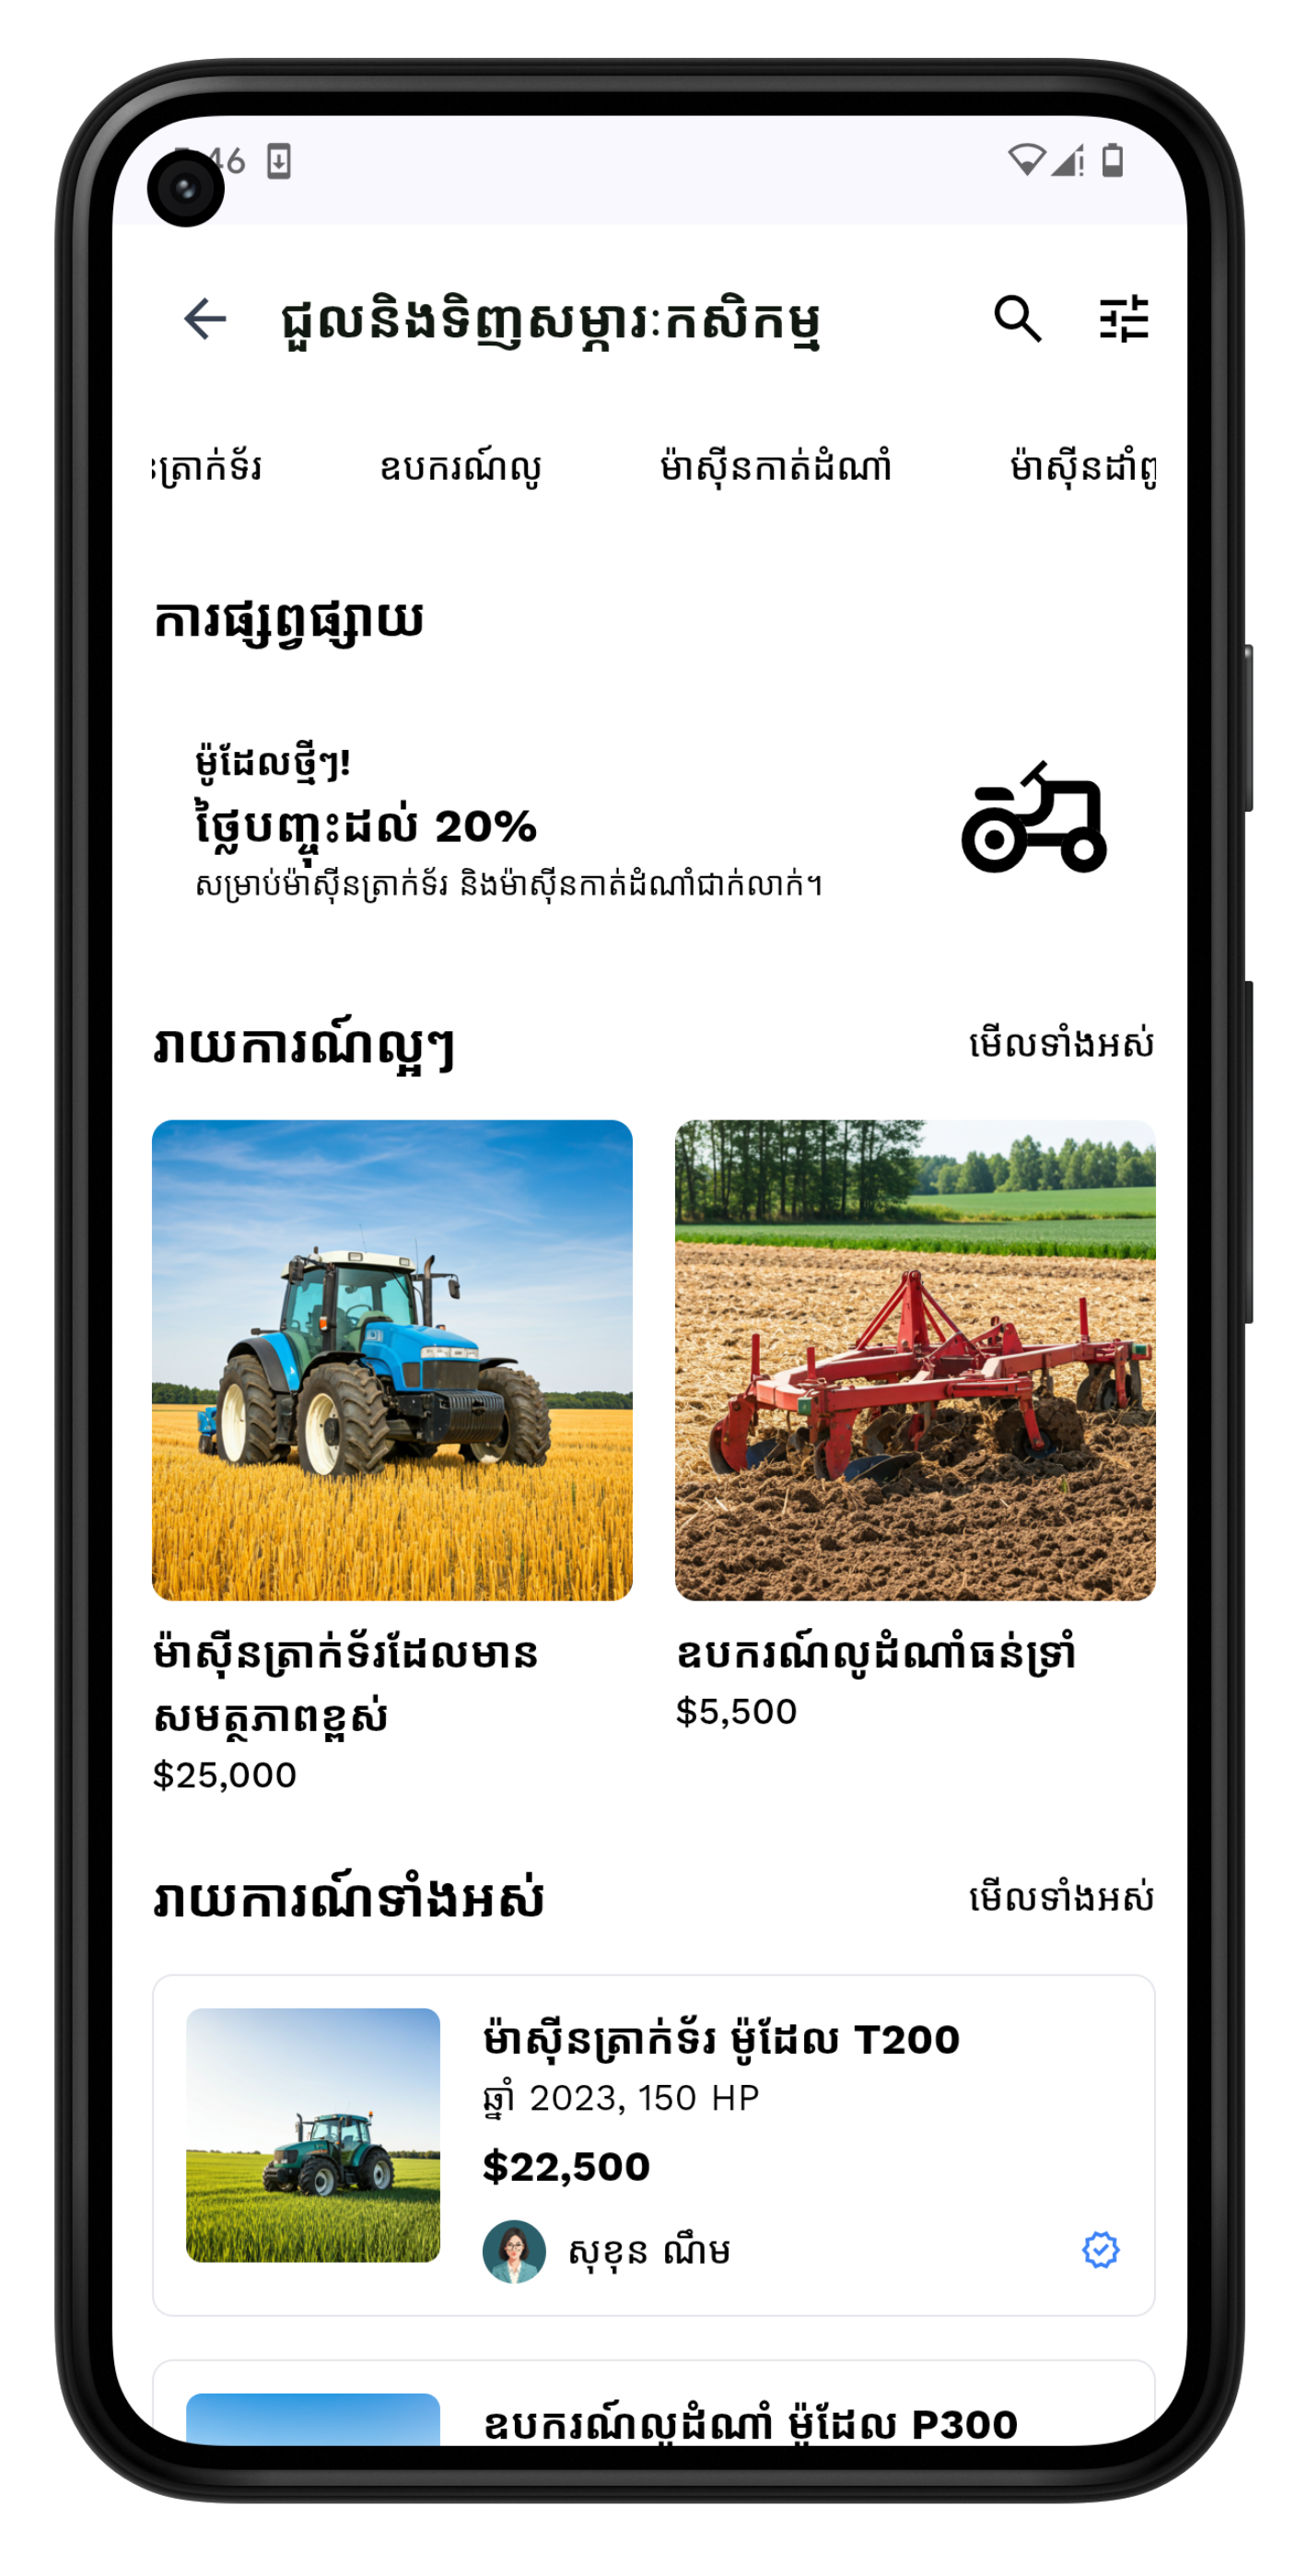 ជួលនិងទិញសម្ភារៈកសិកម្ម
ត្រាក់ទ័រ ឧបករណ៍លូ ម៉ាស៊ីនកាត់ដំណាំ
ការផ្សព្វផ្សាយ
ម៉ូដែលថ្មីៗ!
ថ្លៃបញ្ចុះដល់ 20%
សម្រាប់ម៉ាស៊ីនត្រាក់ទ័រ និងម៉ាស៊ីនកាត់ដំណាំជាក់លាក់។
រាយការណ៍ល្អៗ
មើលទាំងអស់
ម៉ាស៊ីនត្រាក់ទ័រដែលមាន
សមត្ថភាពខ្ពស់
$25,000
ឧបករណ៍លូដំណាំធន់ទ្រាំ
$5,500
រាយការណ៍ទាំងអស់
មើលទាំងអស់
ម៉ាស៊ីនត្រាក់ទ័រ ម៉ូដែល T200
ឆ្នាំ 2023, 150 HP
$22,500
សុខុន ណឹម
ឧបករណ៍លូដំណាំ ម៉ូដែល P300